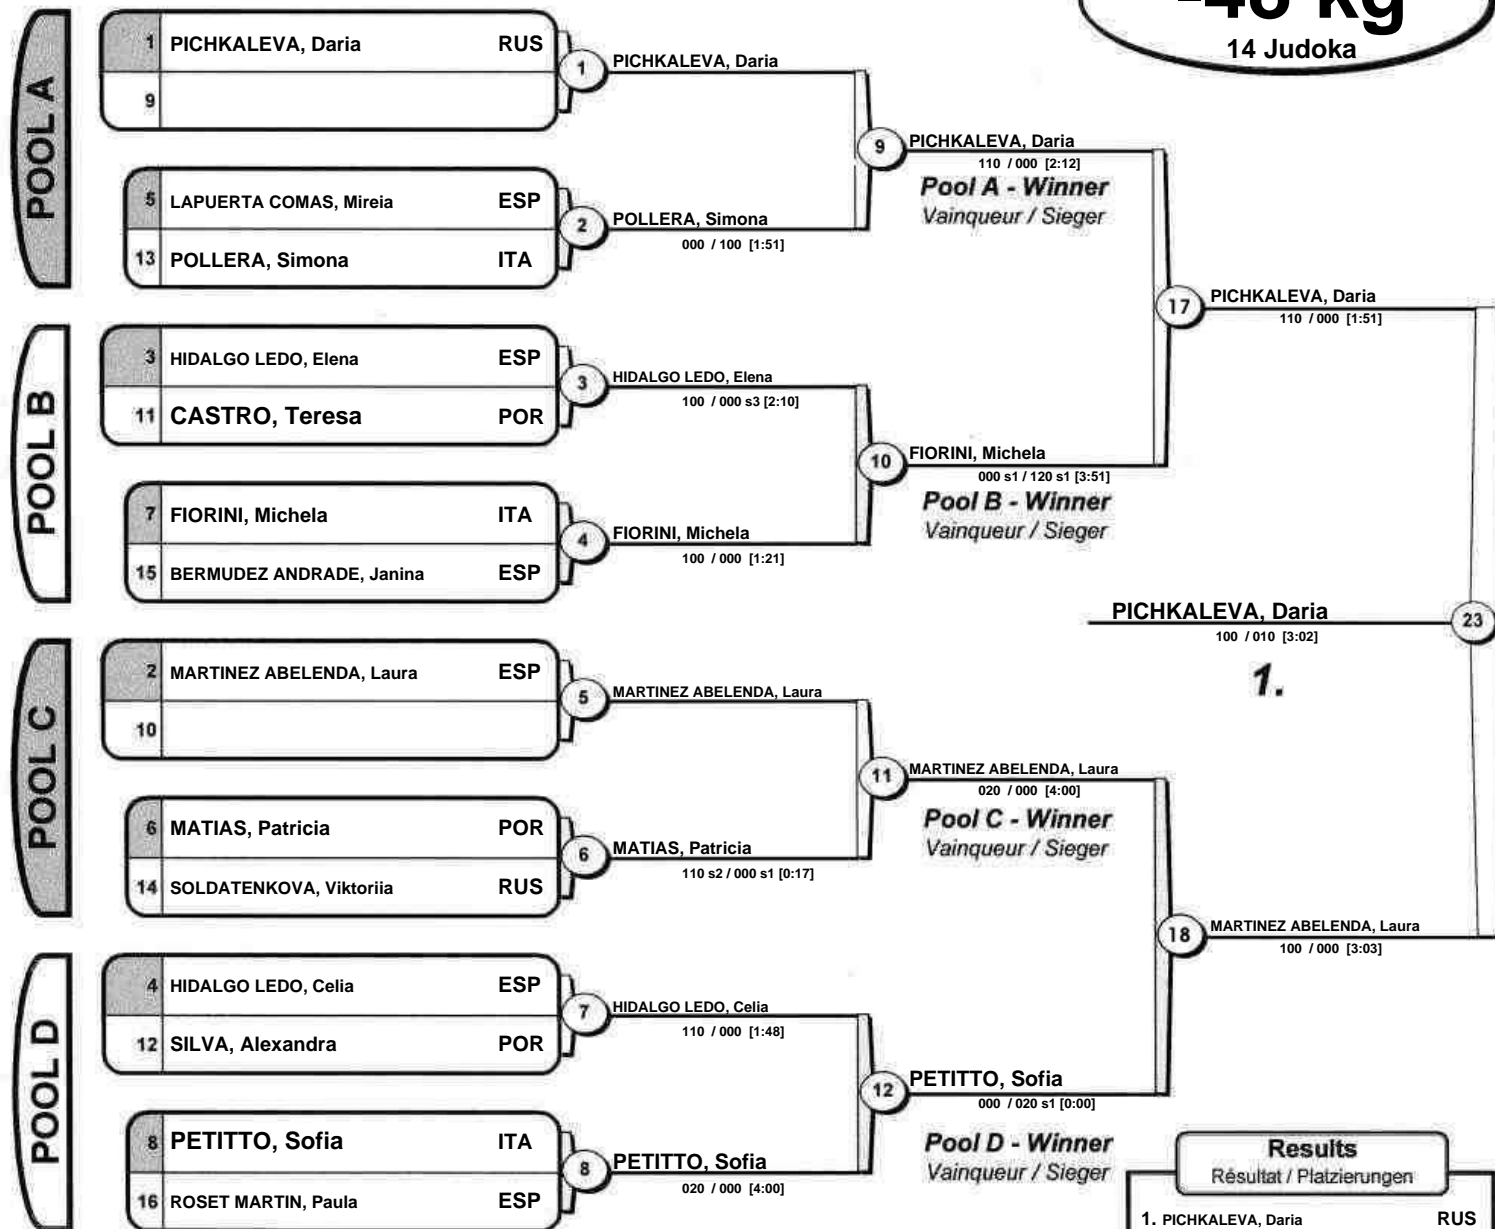 14 Judoka
POOL A
1 PICHKALEVA, Daria RUS
9
1 PICHKALEVA, Daria
5 LAPUERTA COMAS, Mireia ESP
13 POLLERA, Simona ITA
2 POLLERA, Simona
000 / 100 [1:51]
9 PICHKALEVA, Daria
110 / 000 [2:12]
Pool A - Winner
Vainqueur / Sieger
POOL B
3 HIDALGO LEDO, Elena ESP
11 CASTRO, Teresa POR
3 HIDALGO LEDO, Elena
100 / 000 s3 [2:10]
7 FIORINI, Michela ITA
15 BERMUDEZ ANDRADE, Janina ESP
4 FIORINI, Michela
100 / 000 [1:21]
10 FIORINI, Michela
000 s1 / 120 s1 [3:51]
Pool B - Winner
Vainqueur / Sieger
17 PICHKALEVA, Daria
110 / 000 [1:51]
PICHKALEVA, Daria 23
100 / 010 [3:02]
1.
POOL C
2 MARTINEZ ABELENDA, Laura ESP
10
5 MARTINEZ ABELENDA, Laura
6 MATIAS, Patricia POR
14 SOLDATENKOVA, Viktoriia RUS
6 MATIAS, Patricia
110 s2 / 000 s1 [0:17]
11 MARTINEZ ABELENDA, Laura
020 / 000 [4:00]
Pool C - Winner
Vainqueur / Sieger
POOL D
4 HIDALGO LEDO, Celia ESP
12 SILVA, Alexandra POR
7 HIDALGO LEDO, Celia
110 / 000 [1:48]
8 PETITTO, Sofia ITA
16 ROSET MARTIN, Paula ESP
8 PETITTO, Sofia
020 / 000 [4:00]
12 PETITTO, Sofia
000 / 020 s1 [0:00]
Pool D - Winner
Vainqueur / Sieger
18 MARTINEZ ABELENDA, Laura
100 / 000 [3:03]
Results
Résultat / Platzierungen
1. PICHKALEVA, Daria RUS